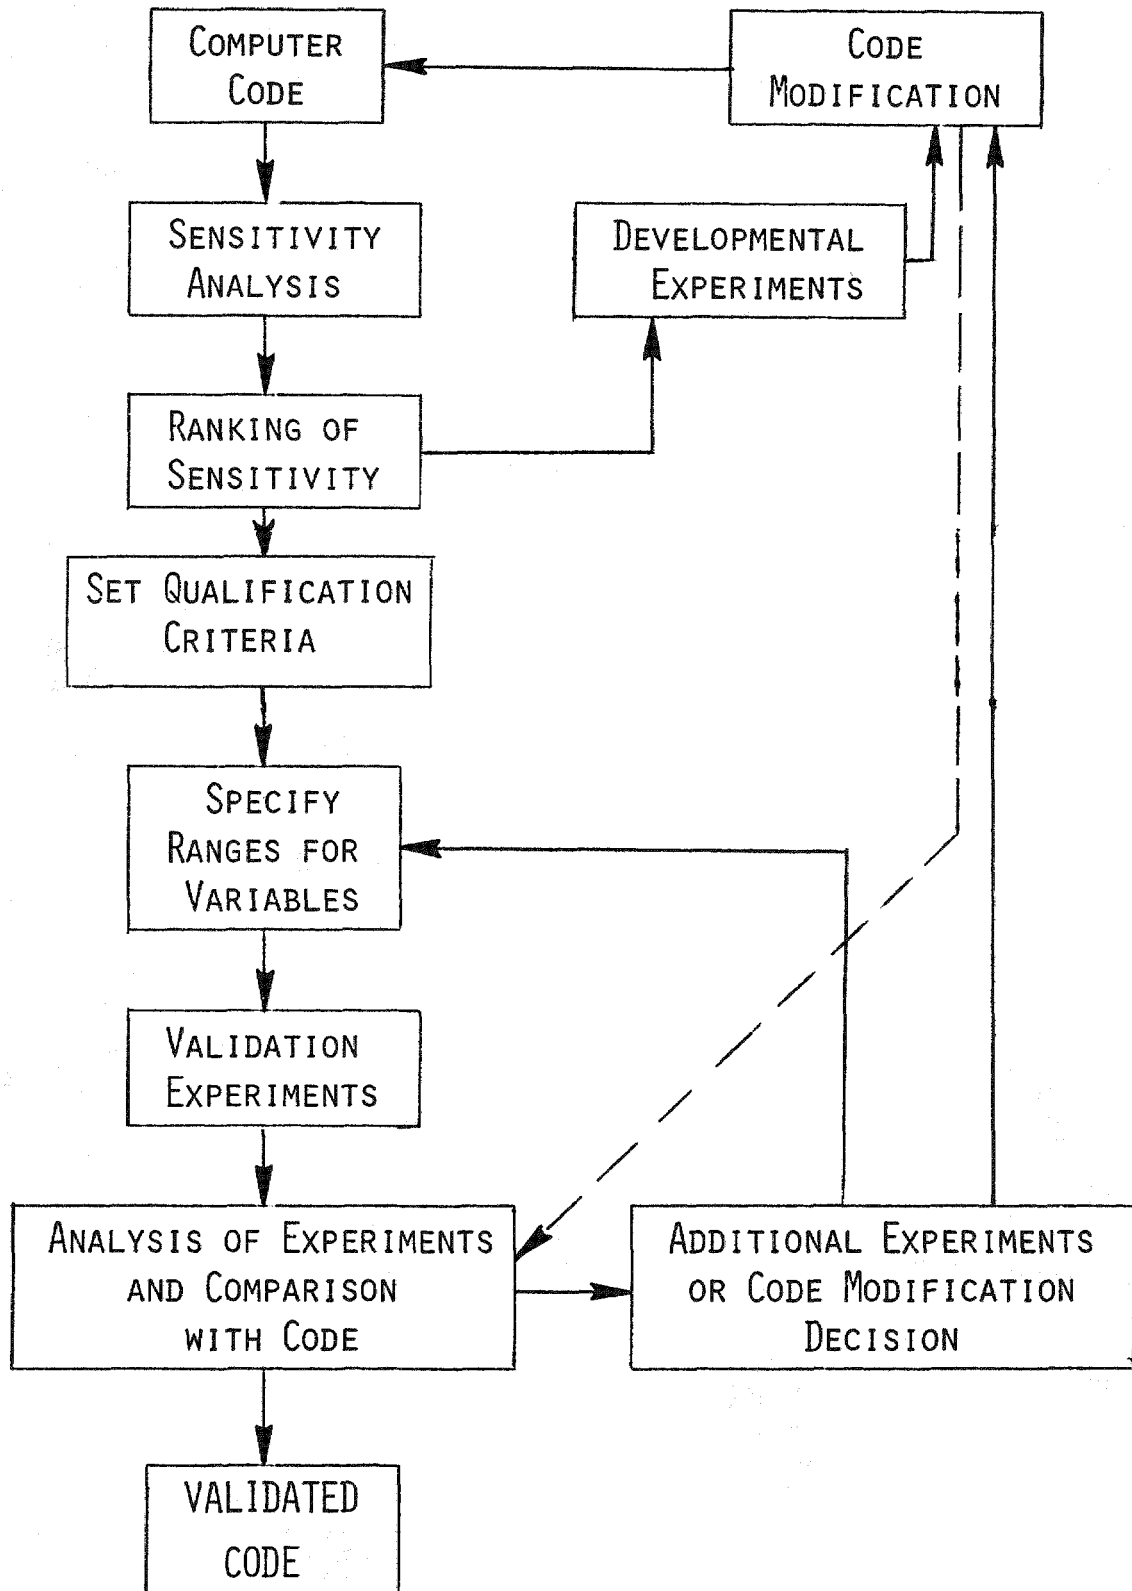 COMPUTER
CODE
CODE
MODIFICATION
SENSITIVITY
ANALYSIS
DEVELOPMENTAL
EXPERIMENTS
RANKING OF
SENSITIVITY
SET QUALIFICATION
CRITERIA
SPECIFY
RANGES FOR
VARIABLES
VALIDATION
EXPERIMENTS
ANALYSIS OF EXPERIMENTS
AND COMPARISON
WITH CODE
ADDITIONAL EXPERIMENTS
OR CODE MODIFICATION
DECISION
VALIDATED
CODE